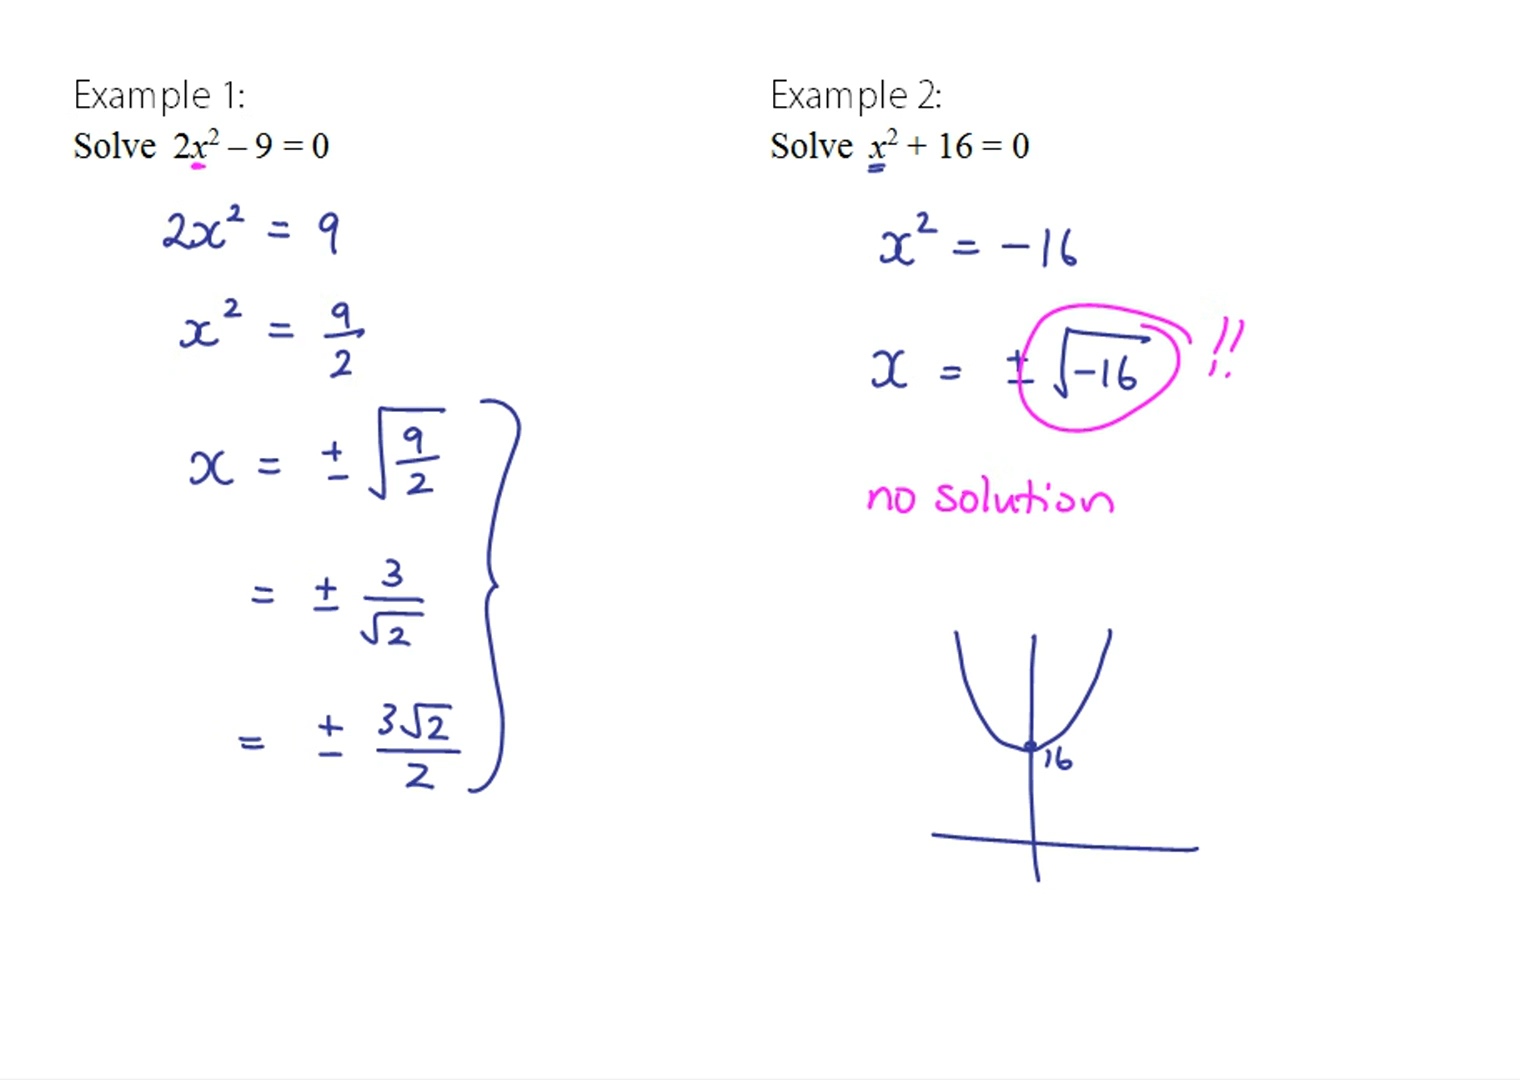 Example 1:
Solve 2x² – 9 = 0
2x² = 9
x² = 9/2
x = ± √(9/2)
= ± 3/√2
= ± 3√2/2
Example 2:
Solve x² + 16 = 0
x² = -16
x = ± √-16 !!
no solution
16